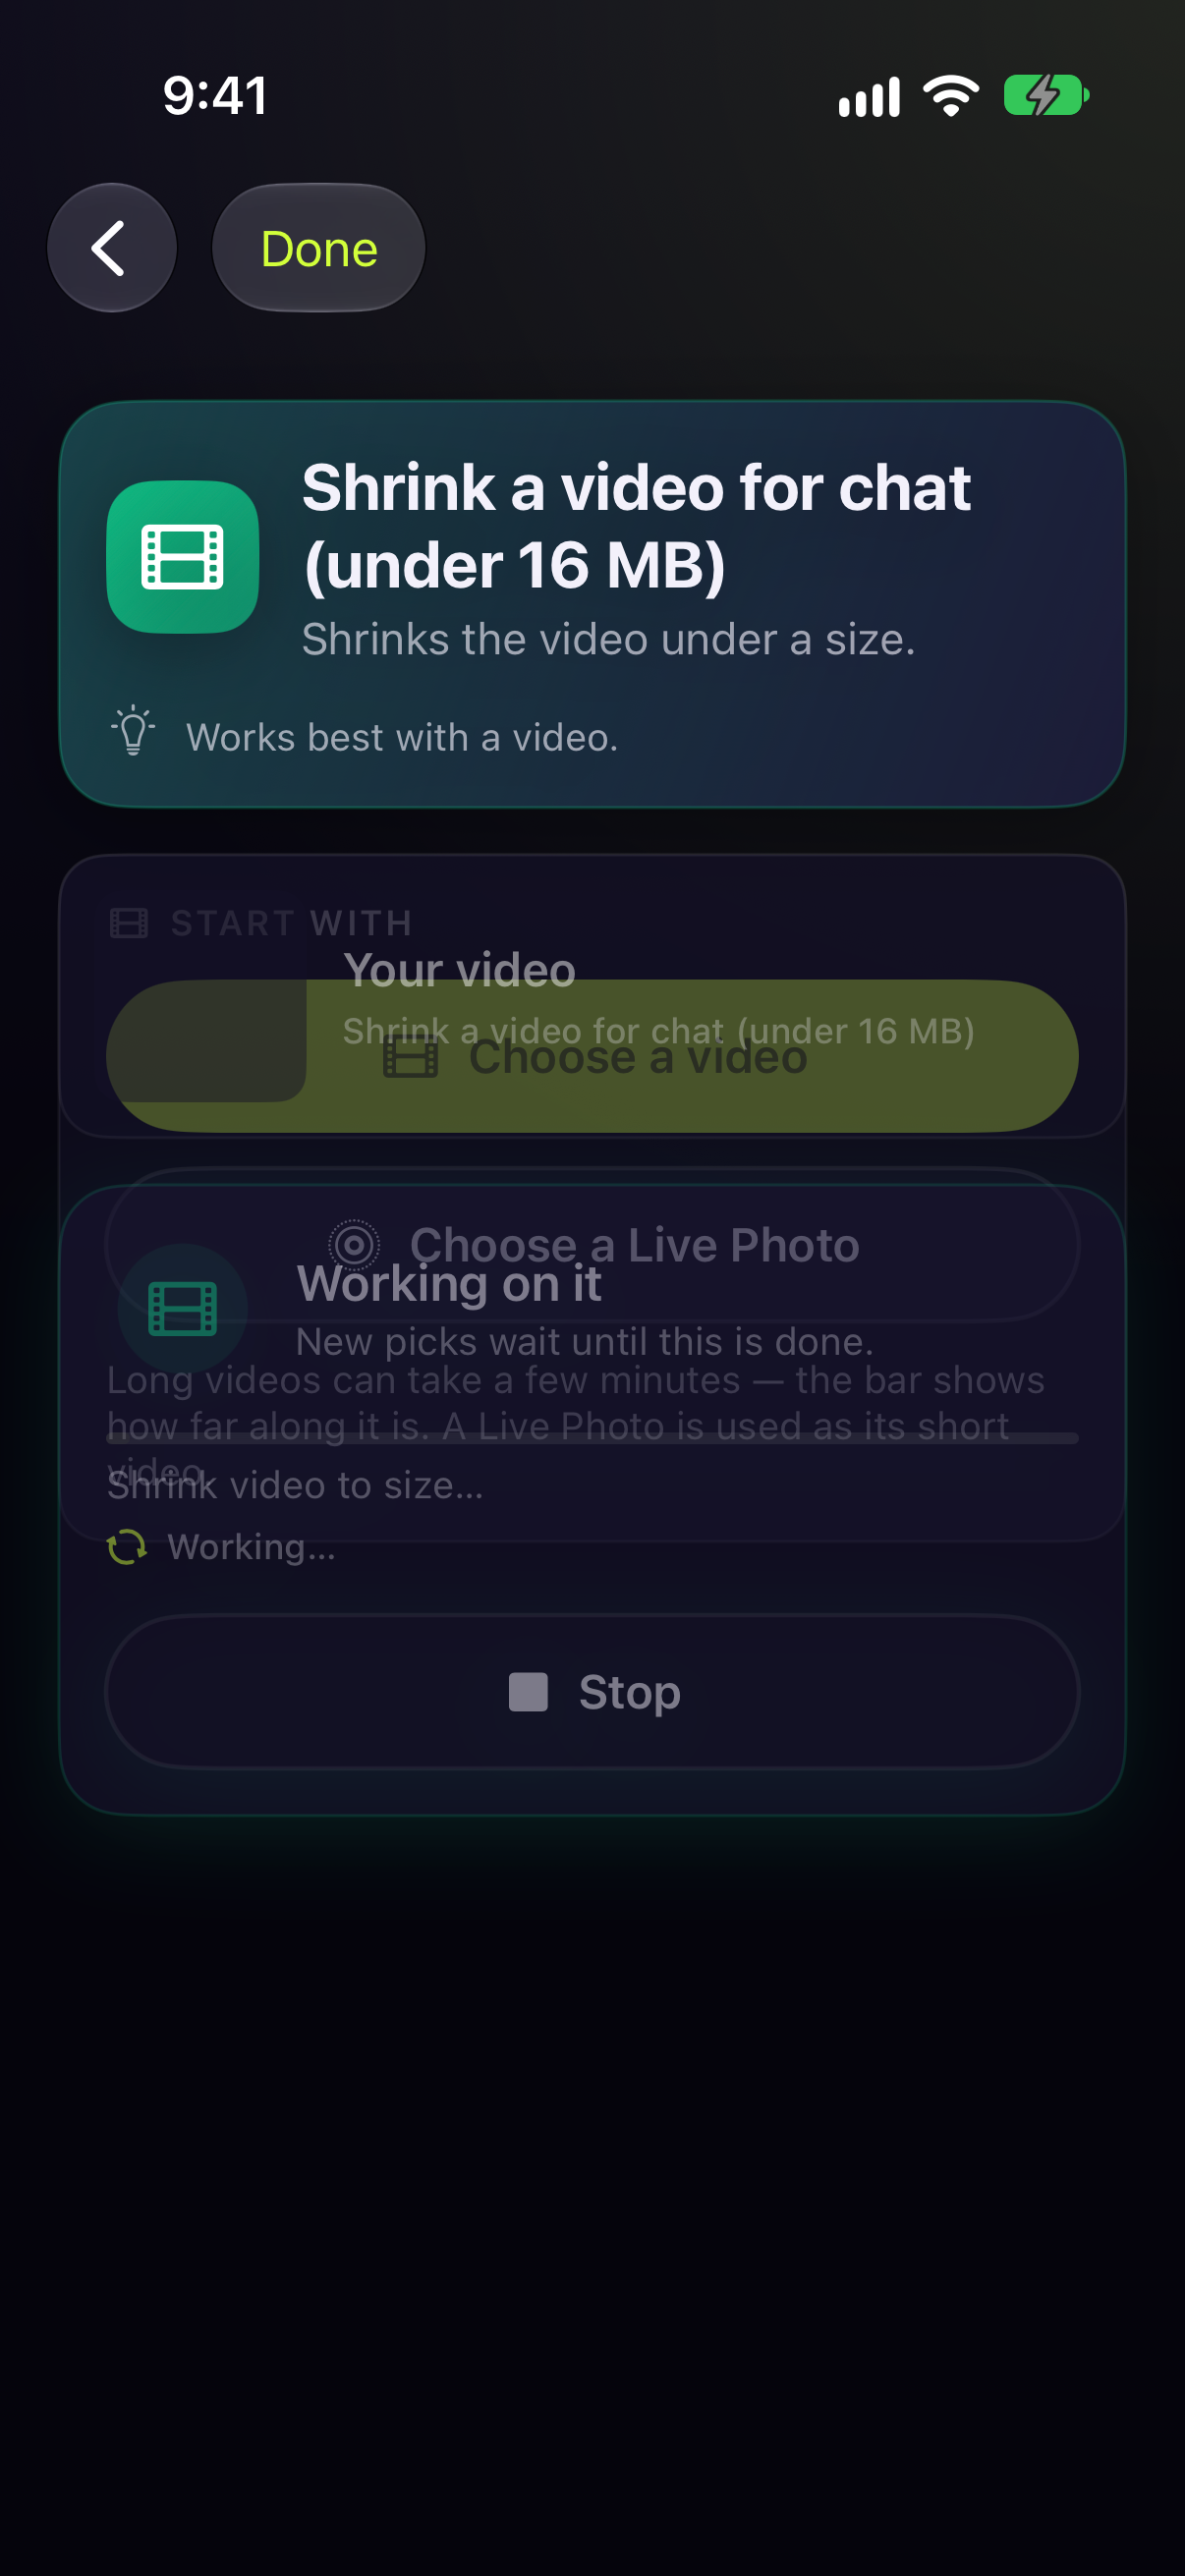 9:41
Done
Shrink a video for chat
(under 16 MB)
Shrinks the video under a size.
Works best with a video.
START WITH
Your video
Shrink a video for chat (under 16 MB)
Choose a video
Choose a Live Photo
Working on it
New picks wait until this is done.
Long videos can take a few minutes — the bar shows
how far along it is. A Live Photo is used as its short
video.
Shrink video to size...
Working...
Stop